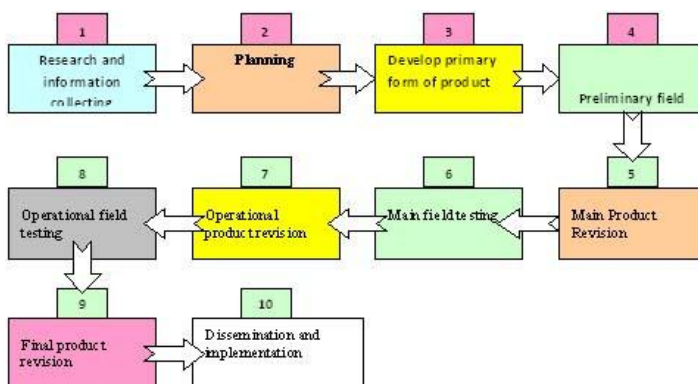 1
Research and
information
collecting
2
Planning
3
Develop primary
form of product
4
Preliminary field
8
Operational field
testing
7
Operational
product revision
6
Main field testing
5
Main Product
Revision
9
Final product
revision
10
Dissemination and
implementation